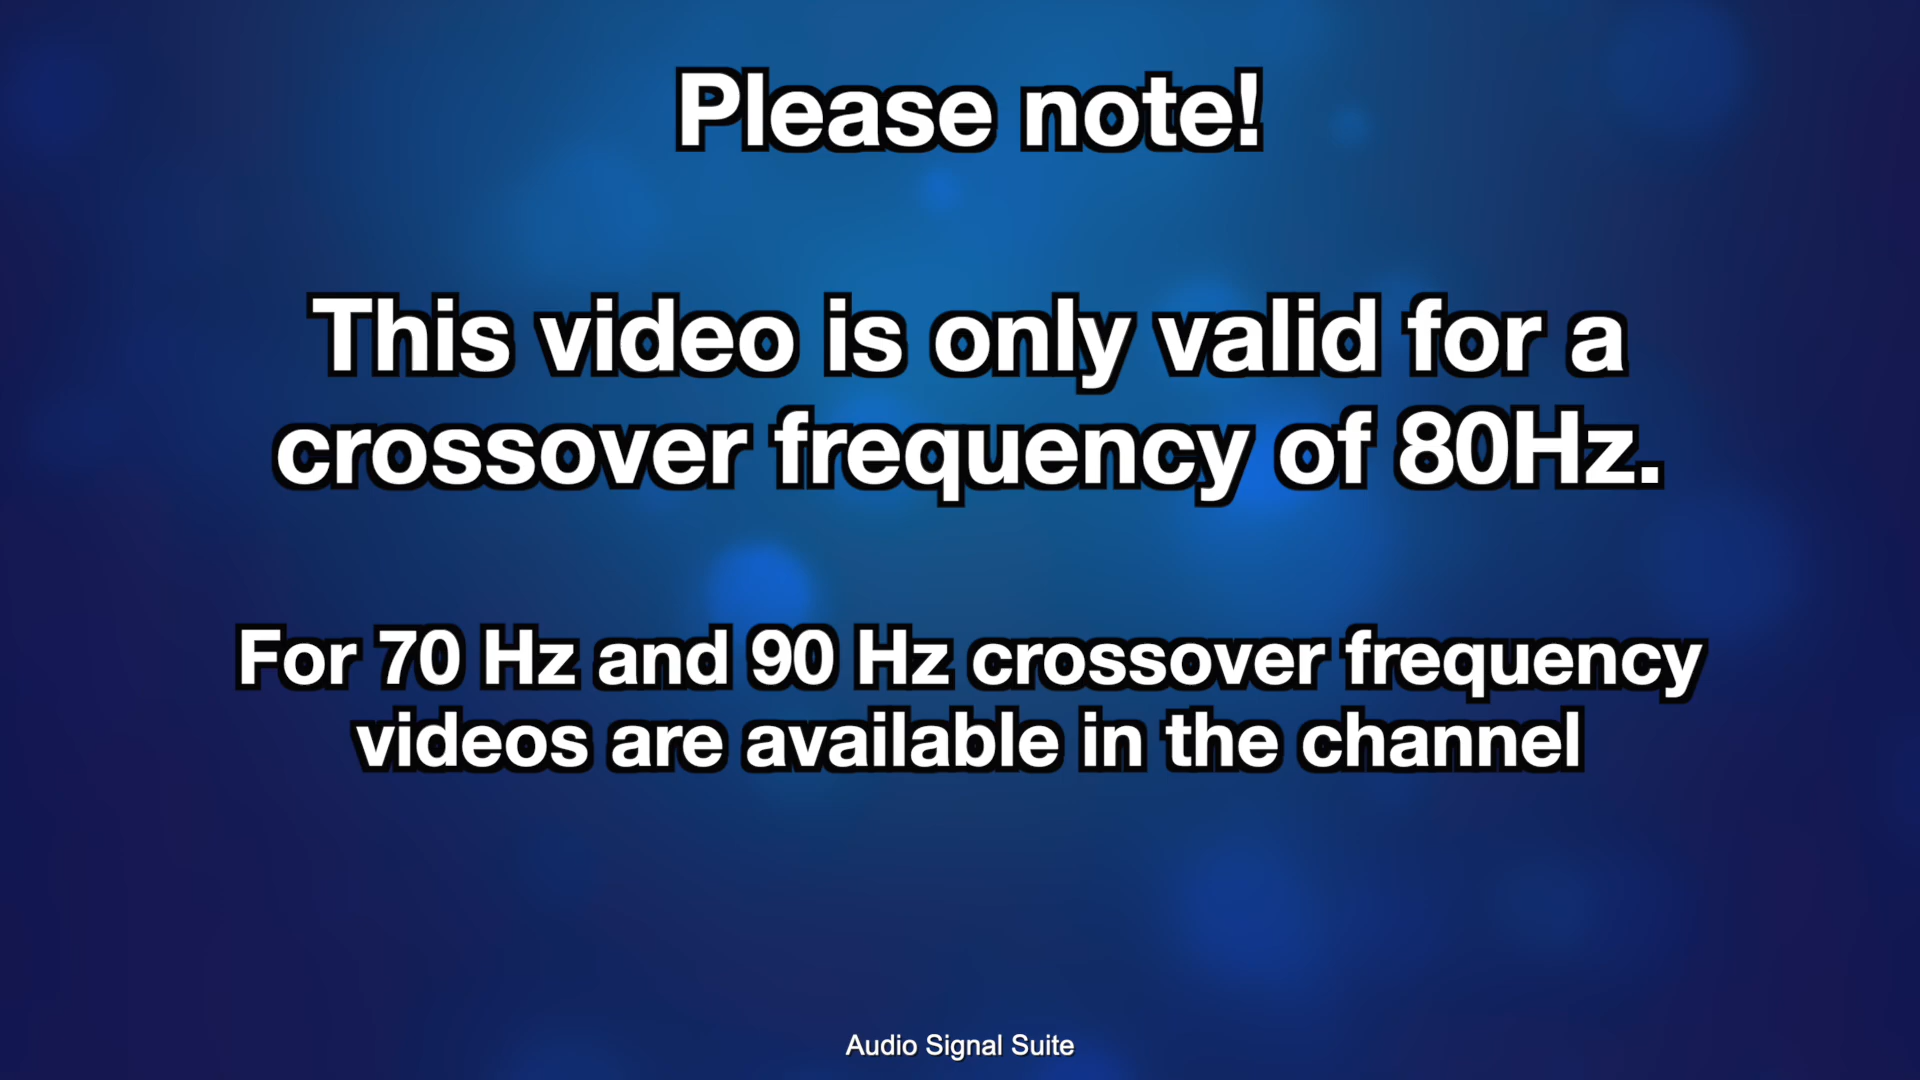 Please note!
This video is only valid for a
crossover frequency of 80Hz.
For 70 Hz and 90 Hz crossover frequency
videos are available in the channel
Audio Signal Suite